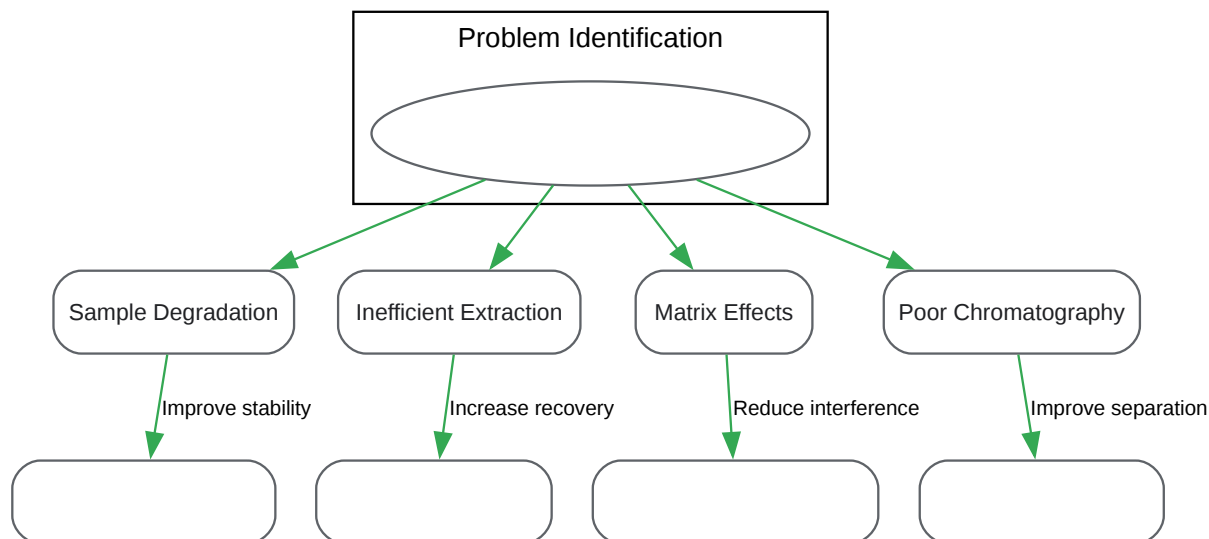 Problem Identification
Sample Degradation
Inefficient Extraction
Matrix Effects
Poor Chromatography
Improve stability
Increase recovery
Reduce interference
Improve separation